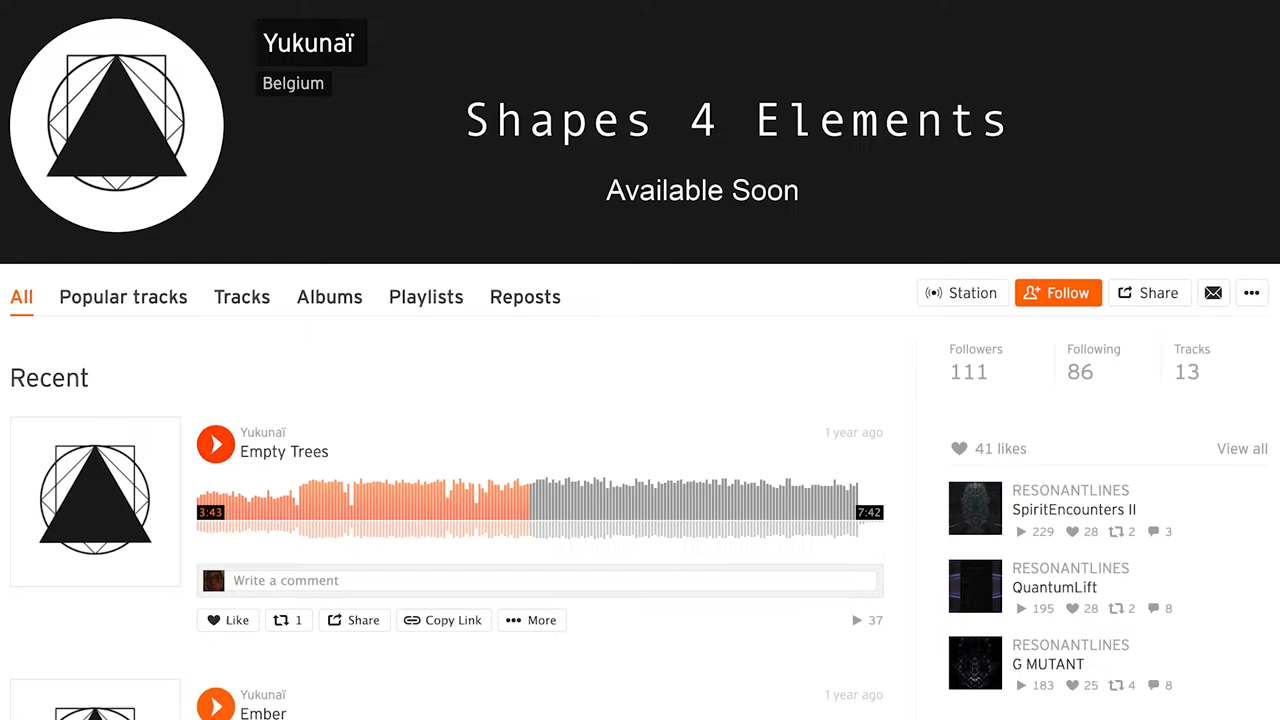 Yukunaï
Belgium
Shapes 4 Elements
Available Soon
All Popular tracks Tracks Albums Playlists Reposts
Station Follow Share
Followers Following Tracks
111 86 13
Recent
Yukunaï 1 year ago
Empty Trees
3:43 7:42
Write a comment
Like 1 Share Copy Link More 37
Yukunaï 1 year ago
Ember
41 likes View all
RESONANTLINES
SpiritEncounters II
229 28 2 3
RESONANTLINES
QuantumLift
195 28 2 8
RESONANTLINES
G MUTANT
183 25 4 8